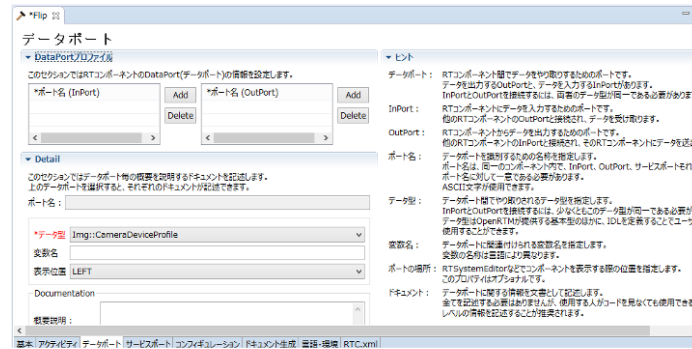 *Flip
データポート
DataPortプロファイル
このセクションではRTコンポーネントのDataPort(データポート)の情報を設定します。
*ポート名 (InPort)
Add
Delete
*ポート名 (OutPort)
Add
Delete
Detail
このセクションではデータポート毎の概要を説明するドキュメントを記述します。
上のデータポートを選択すると、それぞれのドキュメントが記述できます。
ポート名：
*データ型 Img::CameraDeviceProfile
変数名
表示位置 LEFT
Documentation
概要説明：
ヒント
データポート： RTコンポーネント間でデータをやり取りするためのポートです。
データを出力するOutPortと、データを入力するInPortがあります。
InPortとOutPortを接続するには、両者のデータ型が同一である必要がありま
InPort： RTコンポーネントにデータを入力するためのポートです。
他のRTコンポーネントのOutPortと接続され、データを受け取ります。
OutPort： RTコンポーネントからデータを出力するためのポートです。
他のRTコンポーネントのInPortと接続され、そのRTコンポーネントにデータを送
ポート名： データポートを識別するための名称を指定します。
ポート名は、同一のコンポーネント内で、InPort、OutPort、サービスポートそれ
ポート名に対して一意である必要があります。
ASCII文字が使用できます。
データ型： データポート間でやり取りされるデータ型を指定します。
InPortとOutPortを接続するには、少なくともこのデータ型が同一である必要が
データ型はOpenRTMが提供する基本型のほかに、IDLを定義することでユーザ
使用することができます。
変数名： データポートに関連付けられる変数名を指定します。
変数の名称は言語により異なります。
ポートの場所： RTSystemEditorなどでコンポーネントを表示する際の位置を指定します。
このプロパティはオプショナルです。
ドキュメント： データポートに関する情報を文書として記述します。
全てを記述する必要はありませんが、使用する人がコードを見なくても使用できる
レベルの情報を記述することが推奨されます。
基本 アクティビティ データポート サービスポート コンフィギュレーション ドキュメント生成 言語・環境 RTC.xml